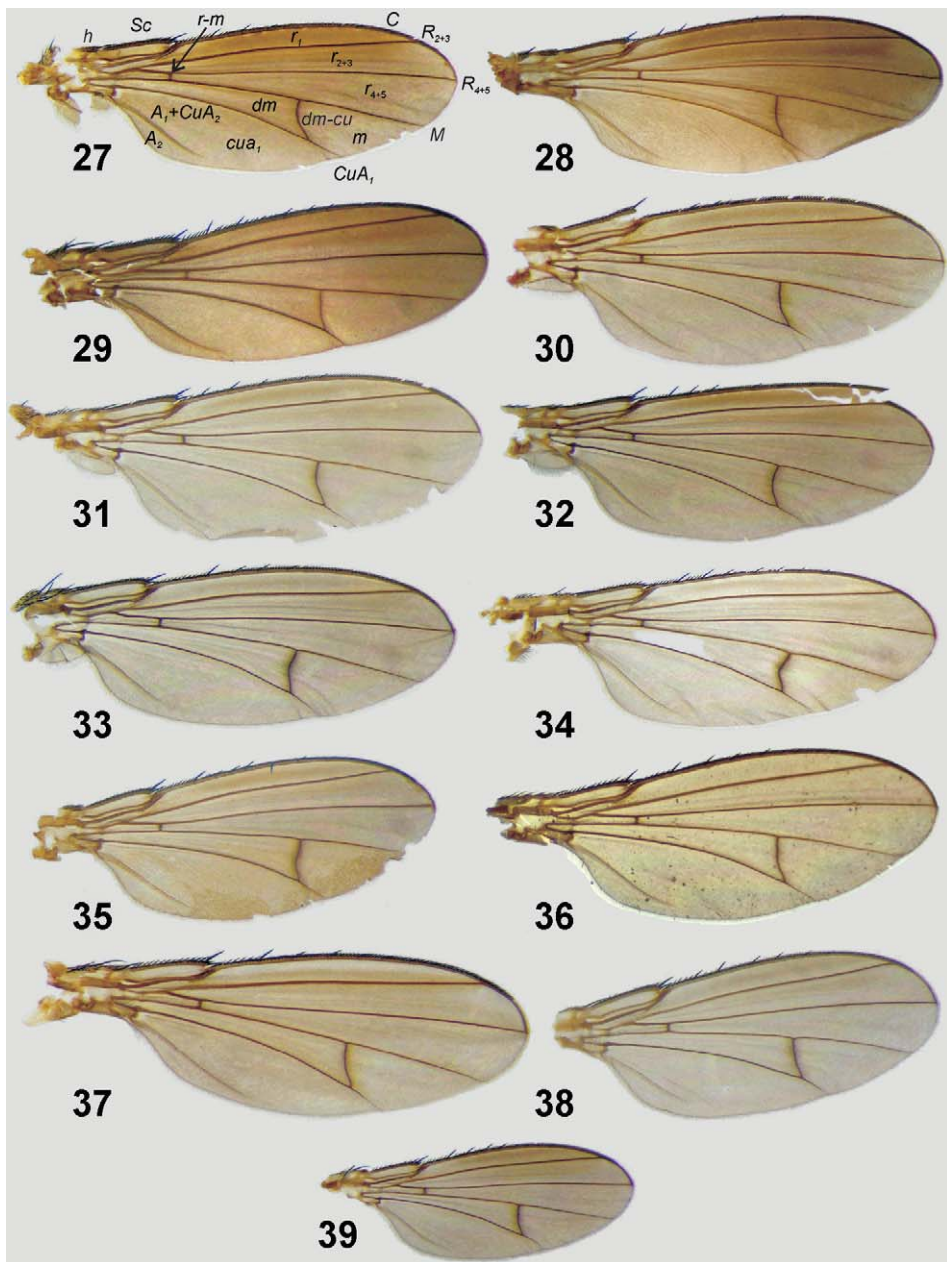 Sc r-m C
h r₁ R₂₊₃
r₂₊₃
r₄₊₅ R₄₊₅
A₁+CuA₂ dm dm-cu
A₂ cua₁ m M
CuA₁
27 28
29 30
31 32
33 34
35 36
37 38
39